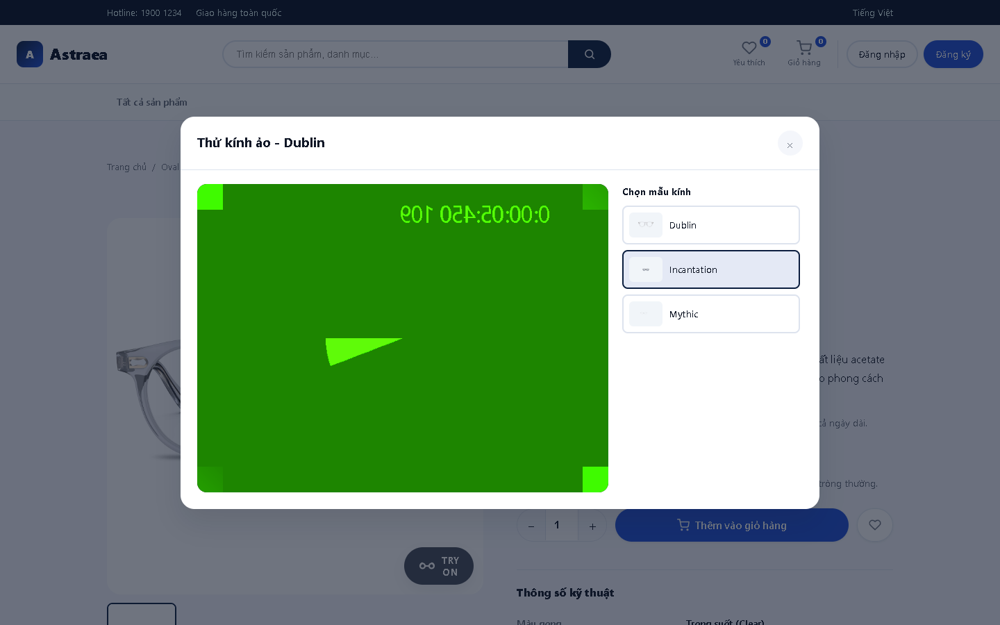 Hotline: 1900 1234
Giao hàng toàn quốc
Tiếng Việt
A
Astraea
Tìm kiếm sản phẩm, danh mục...
0
Yêu thích
0
Giỏ hàng
Đăng nhập
Đăng ký
Tất cả sản phẩm
Trang chủ / Oval
Thử kính ảo - Dublin
×
0:00:05:450 109
Chọn mẫu kính
Dublin
Incantation
Mythic
ất liệu acetate
o phong cách
cả ngày dài.
tròng thường.
− 1 +
Thêm vào giỏ hàng
TRY
ON
Thông số kỹ thuật
Màu gọng
Trong suốt (Clear)